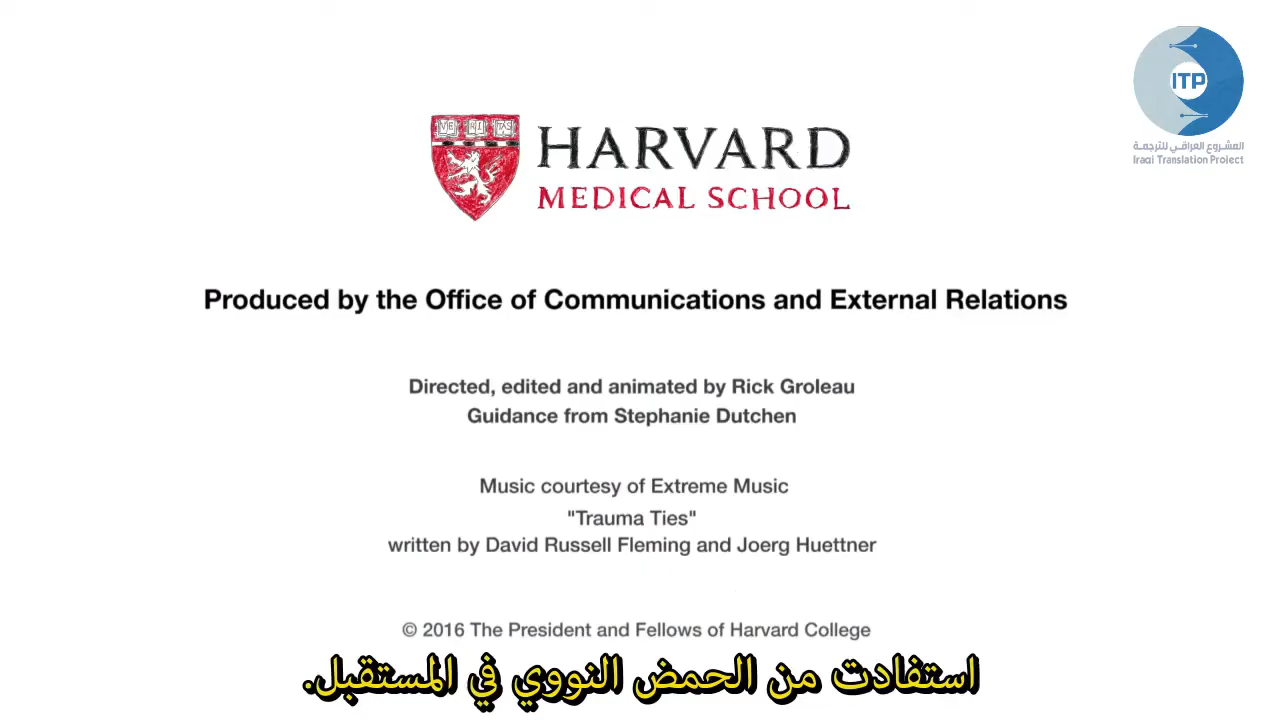 ITP
المشروع العراقي للترجمة
Iraqi Translation Project
VE RI TAS
HARVARD
MEDICAL SCHOOL
Produced by the Office of Communications and External Relations
Directed, edited and animated by Rick Groleau
Guidance from Stephanie Dutchen
Music courtesy of Extreme Music
"Trauma Ties"
written by David Russell Fleming and Joerg Huettner
© 2016 The President and Fellows of Harvard College
استفادت من الحمض النووي في المستقبل.